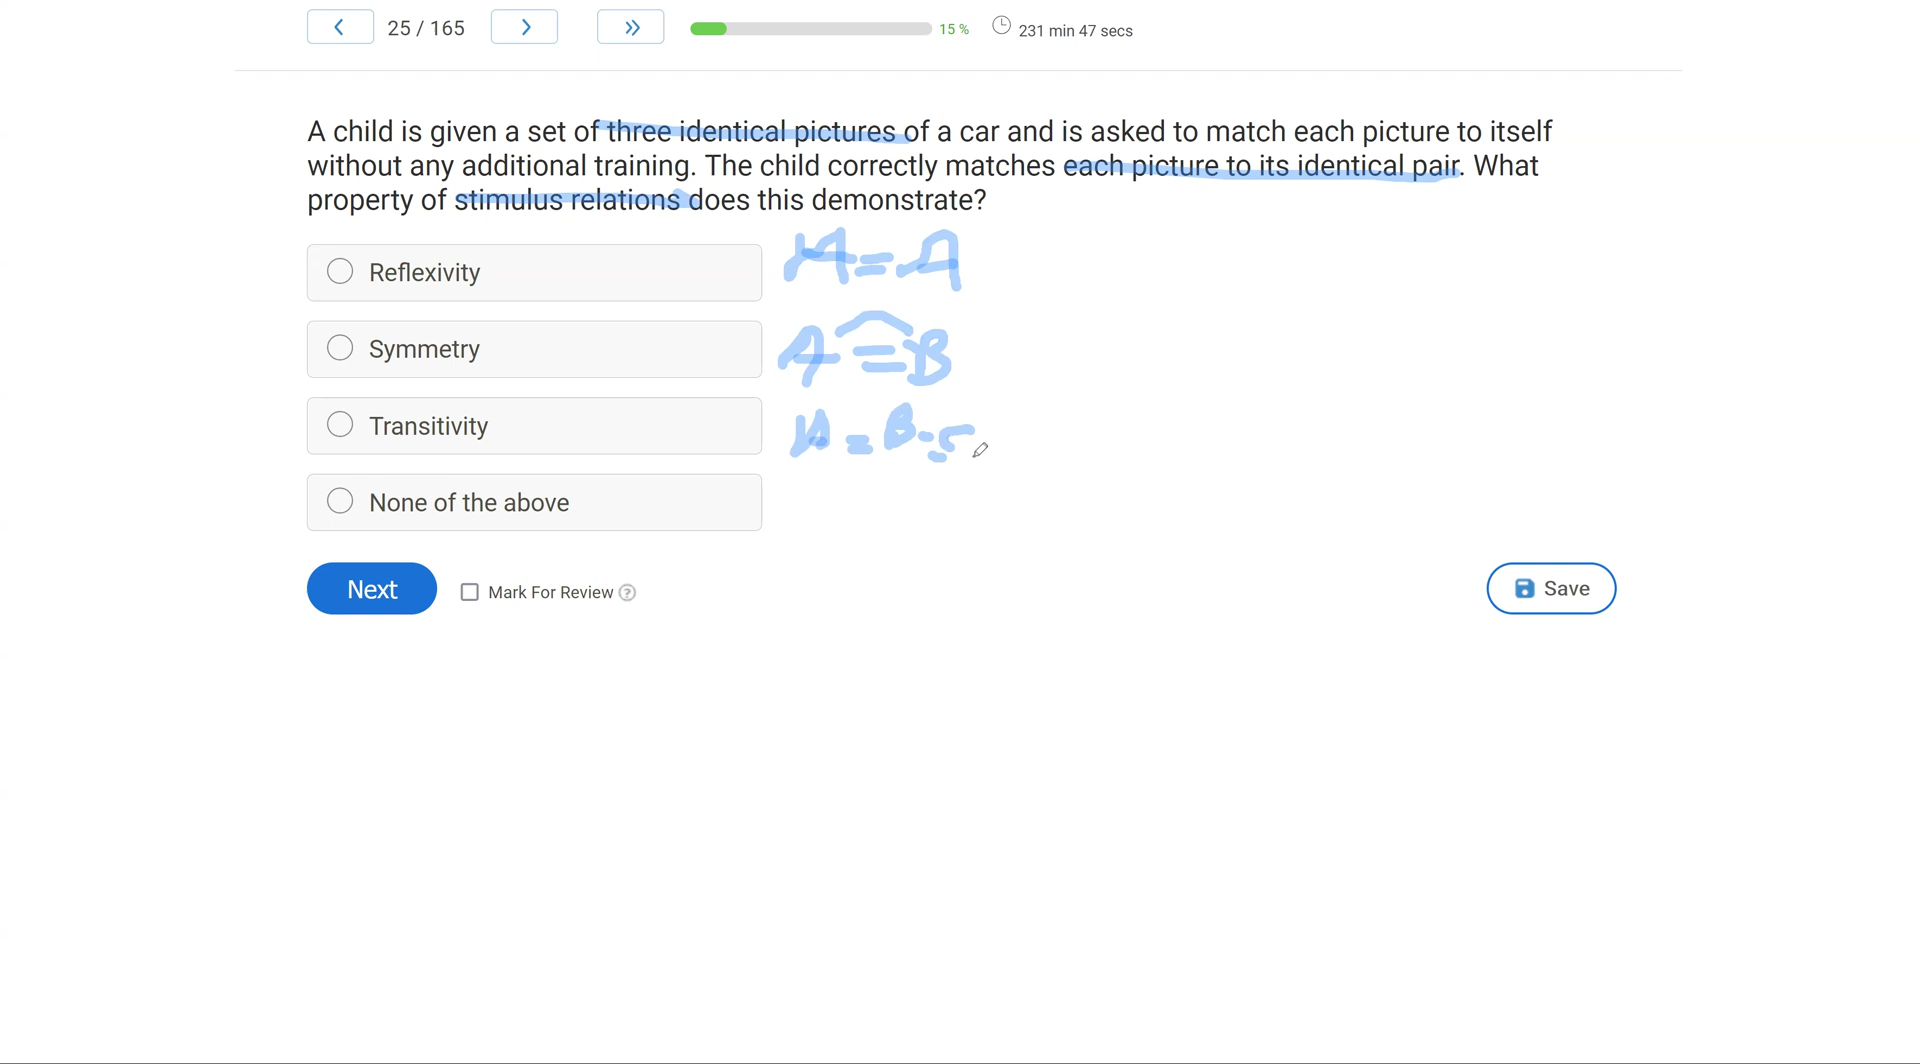 25 / 165
15 %
231 min 47 secs
A child is given a set of three identical pictures of a car and is asked to match each picture to itself
without any additional training. The child correctly matches each picture to its identical pair. What
property of stimulus relations does this demonstrate?
Reflexivity
A = A
Symmetry
A = B
Transitivity
A = B =
None of the above
Next
Mark For Review ?
Save